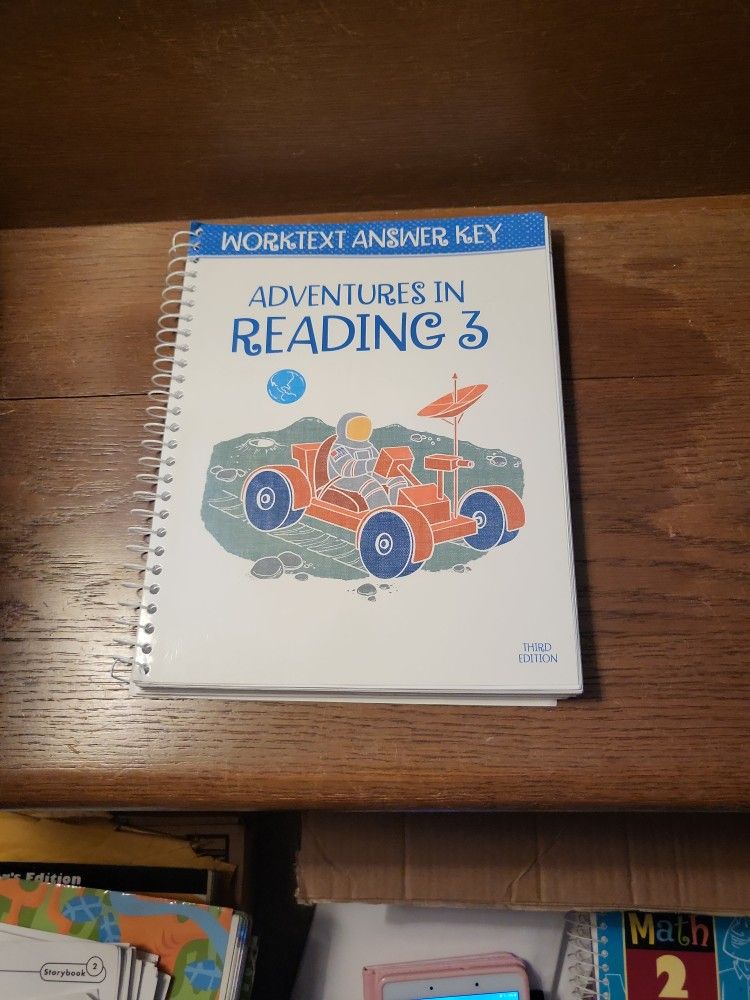 WORKTEXT ANSWER KEY
ADVENTURES IN
READING 3
THIRD
EDITION
Edition
Storybook 2
Math
2